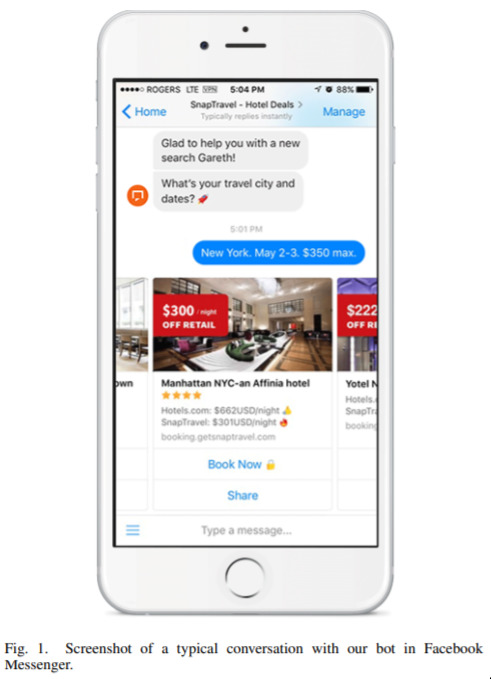 ROGERS LTE VPN 5:04 PM 88%
Home SnapTravel - Hotel Deals > Manage
Typically replies instantly
Glad to help you with a new
search Gareth!
What's your travel city and
dates?
5:01 PM
New York. May 2-3. $350 max.
$300 / night
OFF RETAIL
$222
OFF RE
own
Manhattan NYC-an Affinia hotel
Yotel N
Hotels.com: $662USD/night
SnapTravel: $301USD/night
booking.getsnaptravel.com
Hotels.
SnapTra
booking
Book Now
Share
Type a message...
Fig. 1. Screenshot of a typical conversation with our bot in Facebook
Messenger.